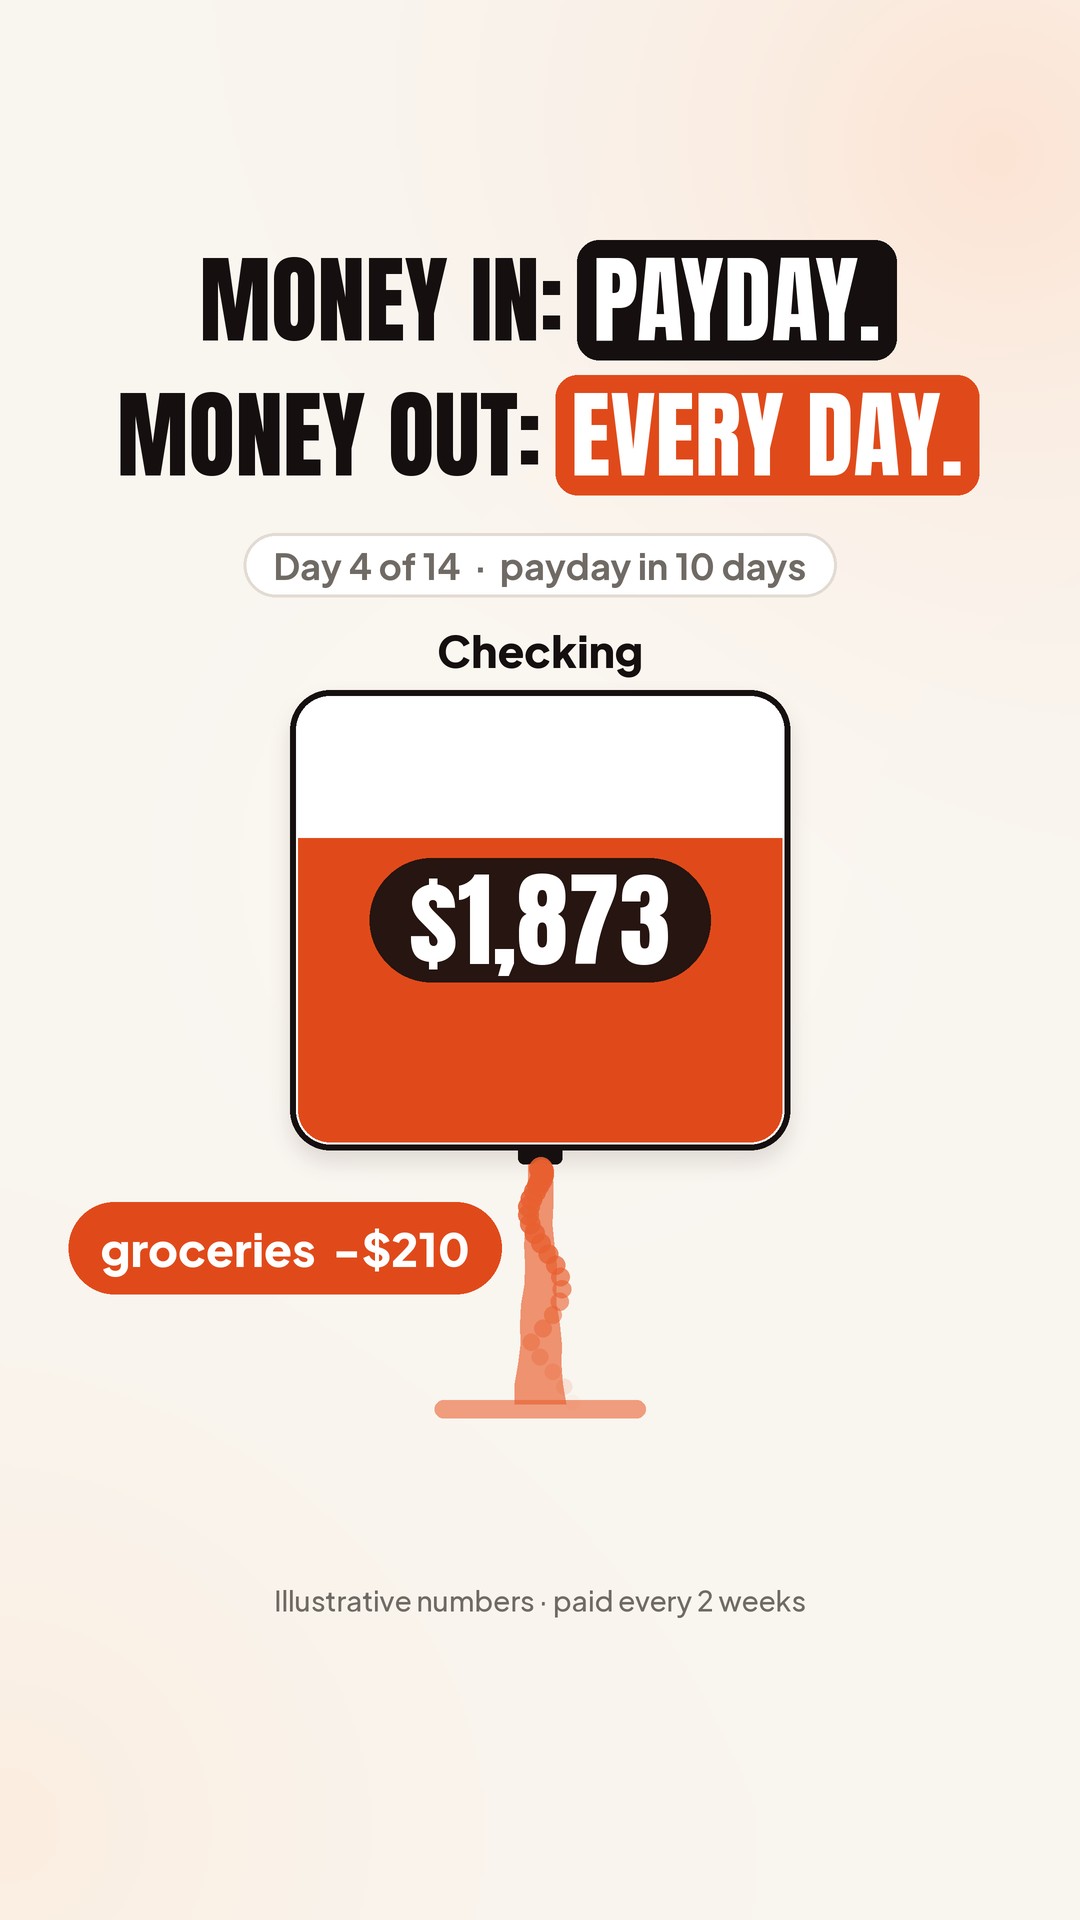 MONEY IN: PAYDAY.
MONEY OUT: EVERY DAY.
Day 4 of 14 · payday in 10 days
Checking
$1,873
groceries –$210
Illustrative numbers · paid every 2 weeks